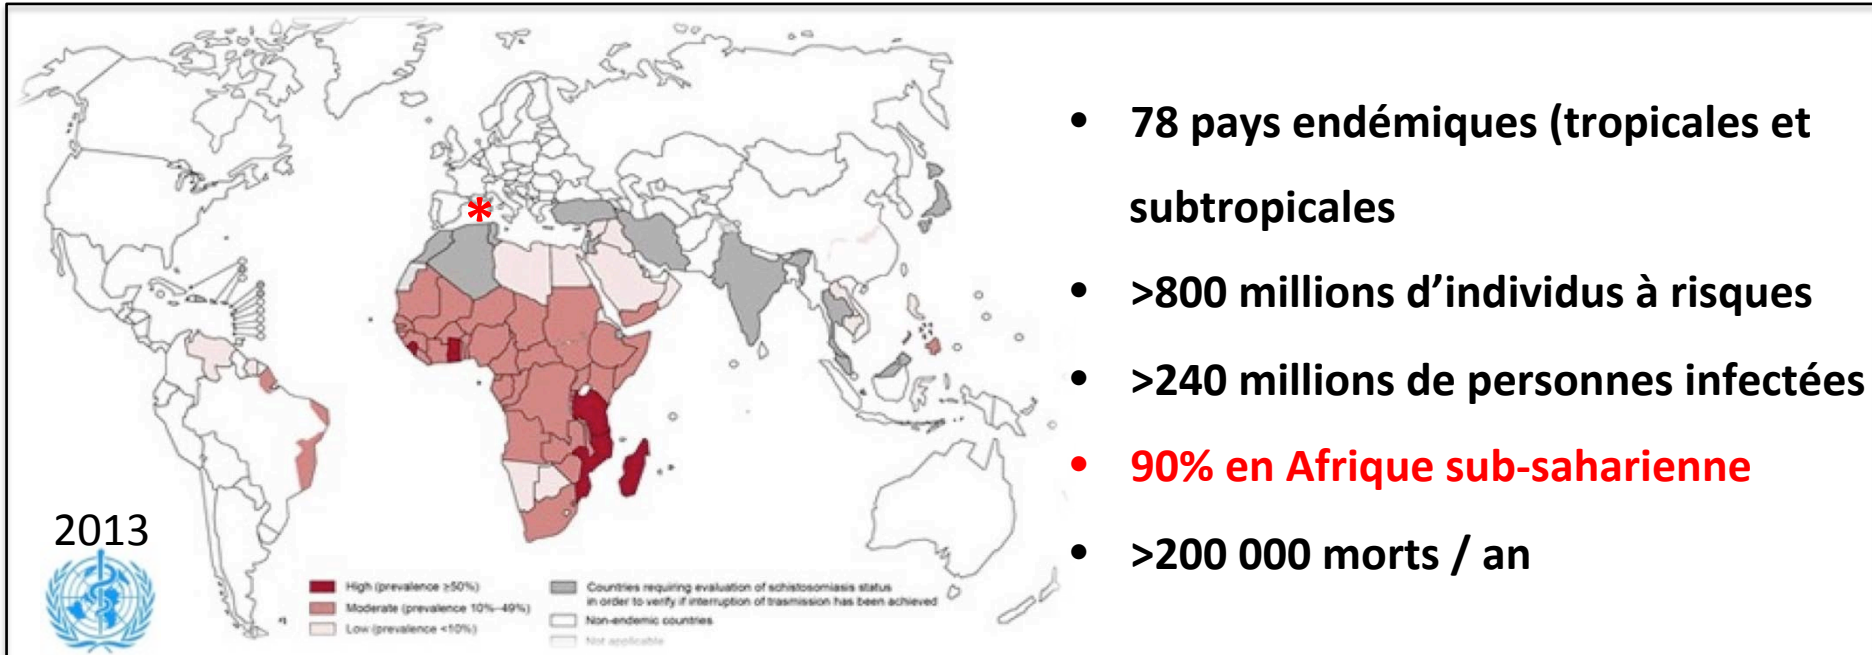 *
2013
High (prevalence ≥50%)
Moderate (prevalence 10%–49%)
Low (prevalence <10%)
Countries requiring evaluation of schistosomiasis status
in order to verify if interruption of trasmission has been achieved
Non-endemic countries
Not applicable
• 78 pays endémiques (tropicales et
subtropicales
• >800 millions d’individus à risques
• >240 millions de personnes infectées
• 90% en Afrique sub-saharienne
• >200 000 morts / an